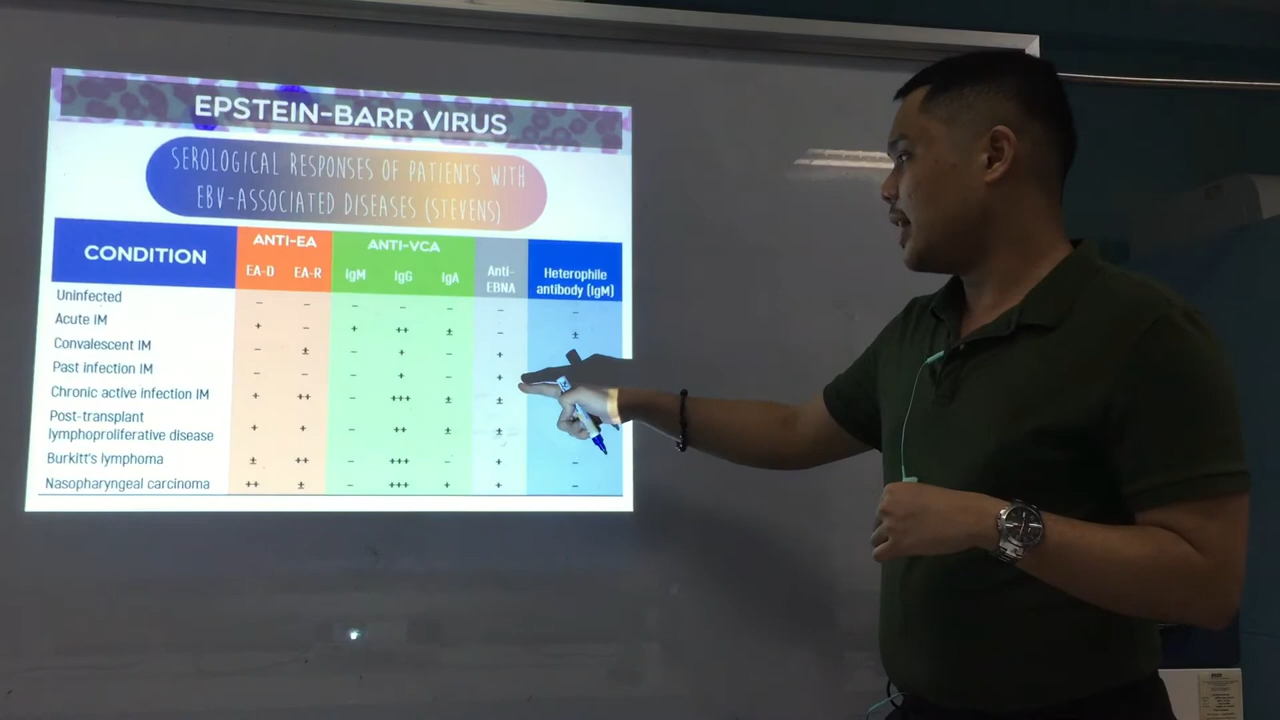 EPSTEIN-BARR VIRUS
SEROLOGICAL RESPONSES OF PATIENTS WITH
EBV-ASSOCIATED DISEASES (STEVENS)
CONDITION ANTI-EA ANTI-VCA Anti-EBNA Heterophile antibody (IgM)
EA-D EA-R IgM IgG IgA
Uninfected – – – – – – –
Acute IM + – + ++ ± – ±
Convalescent IM – ± – + – +
Past infection IM – – – + – +
Chronic active infection IM + ++ – +++ ± ±
Post-transplant
lymphoproliferative disease + + – ++ ± ±
Burkitt's lymphoma ± ++ – +++ – + –
Nasopharyngeal carcinoma ++ ± – +++ + + –